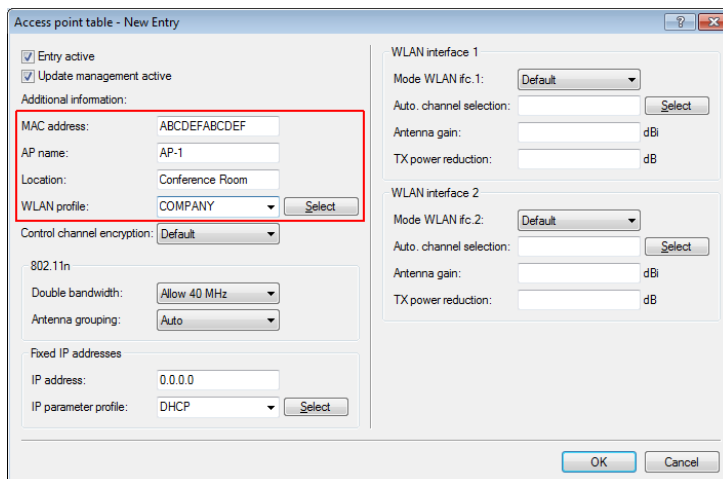 Access point table - New Entry
Entry active
Update management active
Additional information:
MAC address: ABCDEFABCDEF
AP name: AP-1
Location: Conference Room
WLAN profile: COMPANY Select
Control channel encryption: Default
802.11n
Double bandwidth: Allow 40 MHz
Antenna grouping: Auto
Fixed IP addresses
IP address: 0.0.0.0
IP parameter profile: DHCP Select
WLAN interface 1
Mode WLAN ifc.1: Default
Auto. channel selection: Select
Antenna gain: dBi
TX power reduction: dB
WLAN interface 2
Mode WLAN ifc.2: Default
Auto. channel selection: Select
Antenna gain: dBi
TX power reduction: dB
OK Cancel